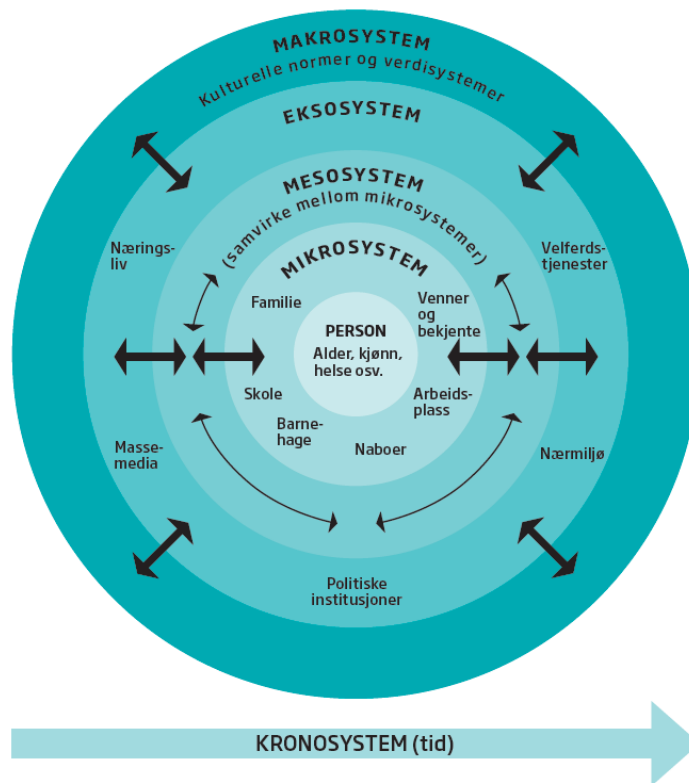 MAKROSYSTEM
Kulturelle normer og verdisystemer
EKSOSYSTEM
MESOSYSTEM
(samvirke mellom mikrosystemer)
MIKROSYSTEM
Nærings-
liv
Velferds-
tjenester
Familie
Venner
og
bekjente
PERSON
Alder, kjønn,
helse osv.
Skole
Arbeids-
plass
Barne-
hage
Naboer
Masse-
media
Nærmiljø
Politiske
institusjoner
KRONOSYSTEM (tid)